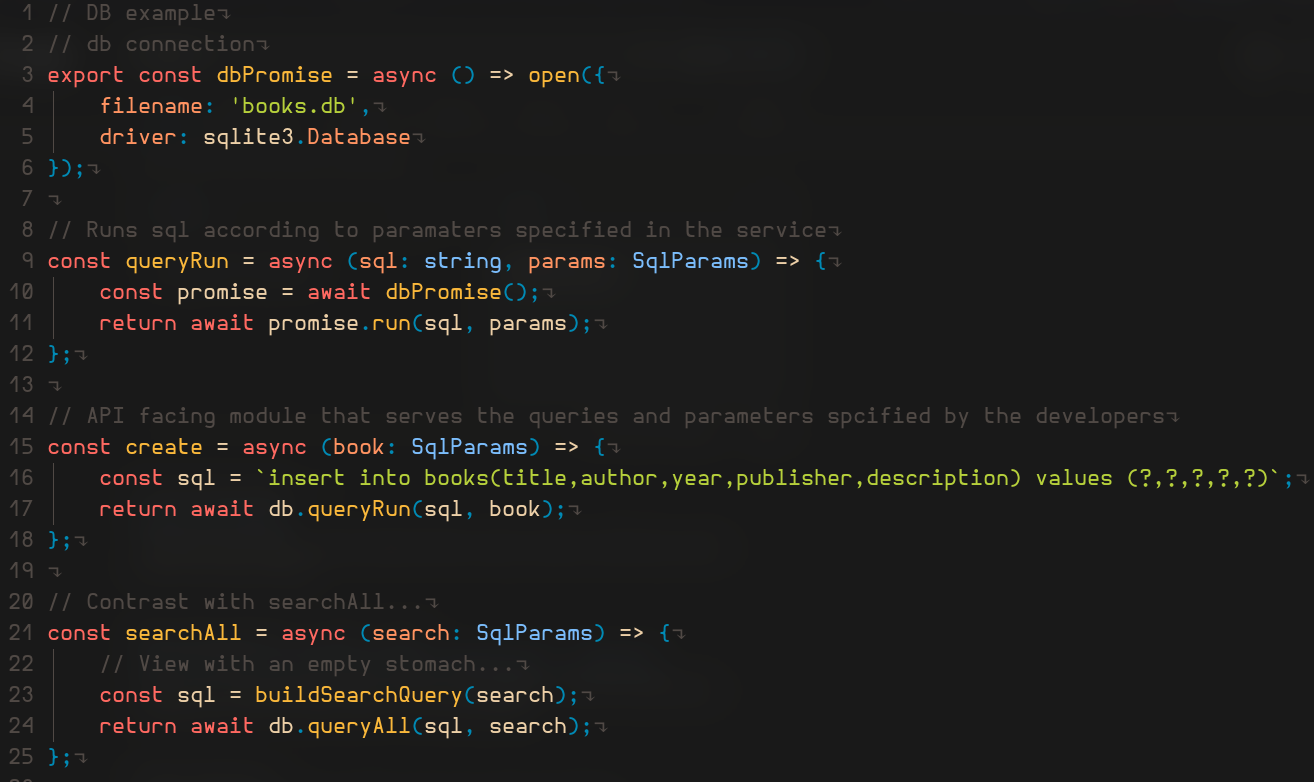 1 // DB example
2 // db connection
3 export const dbPromise = async () => open({
4     filename: 'books.db',
5     driver: sqlite3.Database
6 });
7
8 // Runs sql according to paramaters specified in the service
9 const queryRun = async (sql: string, params: SqlParams) => {
10     const promise = await dbPromise();
11     return await promise.run(sql, params);
12 };
13
14 // API facing module that serves the queries and parameters spcified by the developers
15 const create = async (book: SqlParams) => {
16     const sql = `insert into books(title,author,year,publisher,description) values (?,?,?,?,?)`;
17     return await db.queryRun(sql, book);
18 };
19
20 // Contrast with searchAll...
21 const searchAll = async (search: SqlParams) => {
22     // View with an empty stomach...
23     const sql = buildSearchQuery(search);
24     return await db.queryAll(sql, search);
25 };